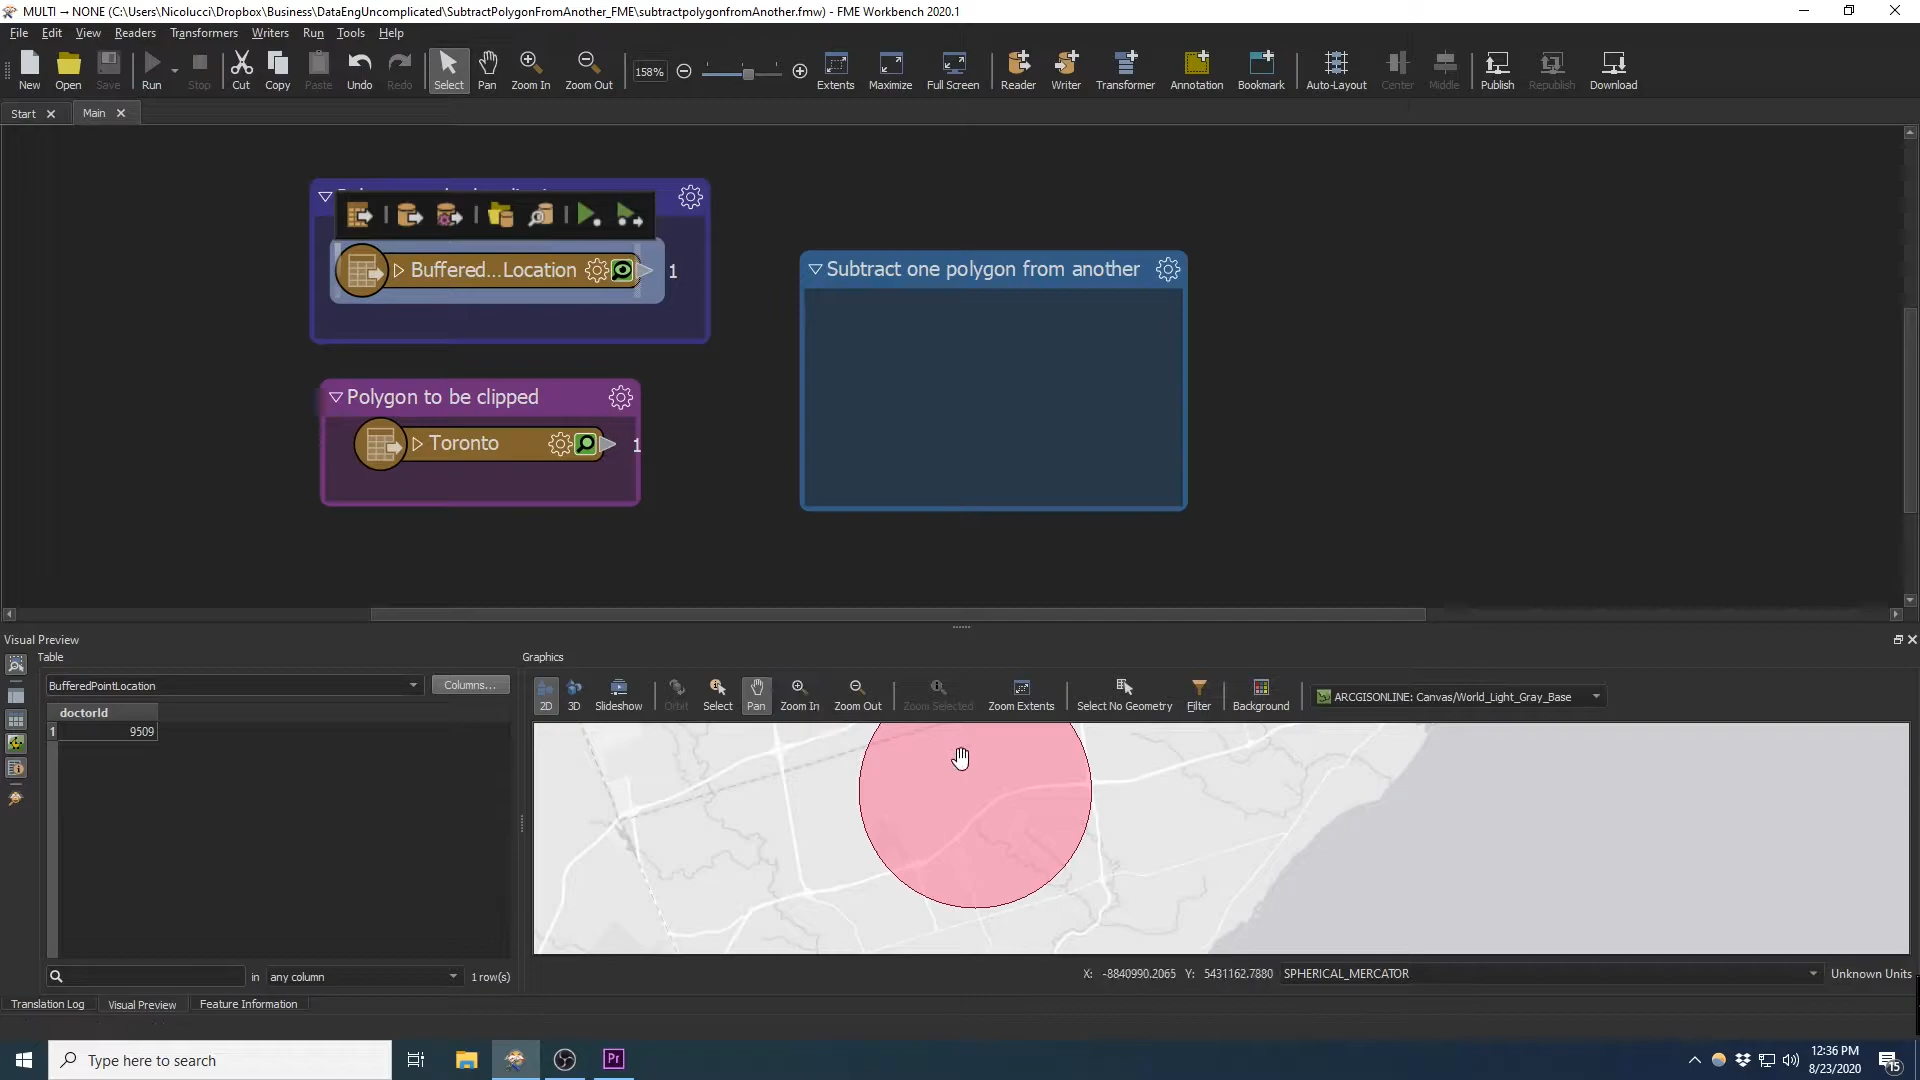 MULTI → NONE (C:\Users\Nicolucci\Dropbox\Business\DataEngUncomplicated\SubtractPolygonFromAnother_FME\subtractpolygonfromAnother.fmw) - FME Workbench 2020.1
File Edit View Readers Transformers Writers Run Tools Help
New Open Save Run Stop Cut Copy Paste Undo Redo Select Pan Zoom In Zoom Out 158% Extents Maximize Full Screen Reader Writer Transformer Annotation Bookmark Auto-Layout Center Middle Publish Republish Download
Start Main
Buffered...Location 1
Subtract one polygon from another
Polygon to be clipped
Toronto 1
Visual Preview
Table Graphics
BufferedPointLocation Columns...
2D 3D Slideshow Orbit Select Pan Zoom In Zoom Out Zoom Selected Zoom Extents Select No Geometry Filter Background ARCGISONLINE: Canvas/World_Light_Gray_Base
doctorId
1 9509
in any column 1 row(s)
X: -8840990.2065 Y: 5431162.7880 SPHERICAL_MERCATOR Unknown Units
Translation Log Visual Preview Feature Information
Type here to search
Pr
12:36 PM
8/23/2020
15